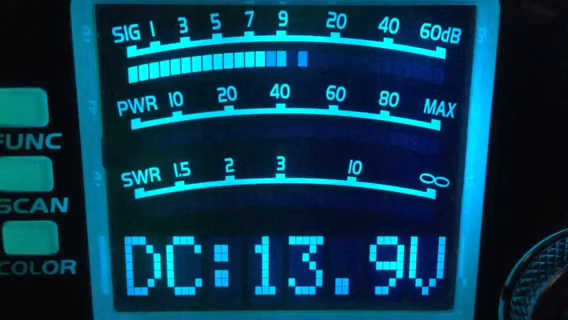 SIG 1 3 5 7 9 20 40 60dB
PWR 10 20 40 60 80 MAX
FUNC
SWR 1.5 2 3 10 ∞
SCAN
DC:13.9V
COLOR